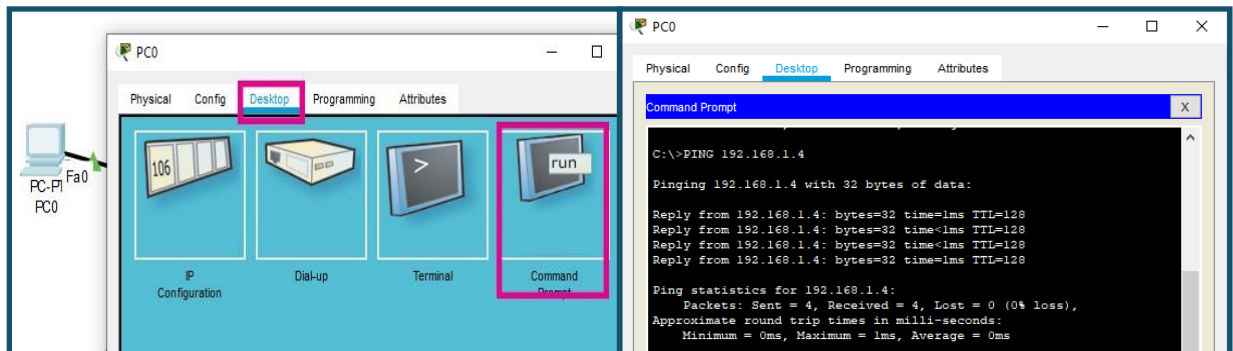 PC0
Physical Config Desktop Programming Attributes
106
>
run
IP
Configuration
Dial-up
Terminal
Command
Prompt
Fa0
PC-PT
PC0
PC0
Physical Config Desktop Programming Attributes
Command Prompt X
C:\>PING 192.168.1.4
Pinging 192.168.1.4 with 32 bytes of data:
Reply from 192.168.1.4: bytes=32 time=1ms TTL=128
Reply from 192.168.1.4: bytes=32 time<1ms TTL=128
Reply from 192.168.1.4: bytes=32 time<1ms TTL=128
Reply from 192.168.1.4: bytes=32 time=1ms TTL=128
Ping statistics for 192.168.1.4:
Packets: Sent = 4, Received = 4, Lost = 0 (0% loss),
Approximate round trip times in milli-seconds:
Minimum = 0ms, Maximum = 1ms, Average = 0ms